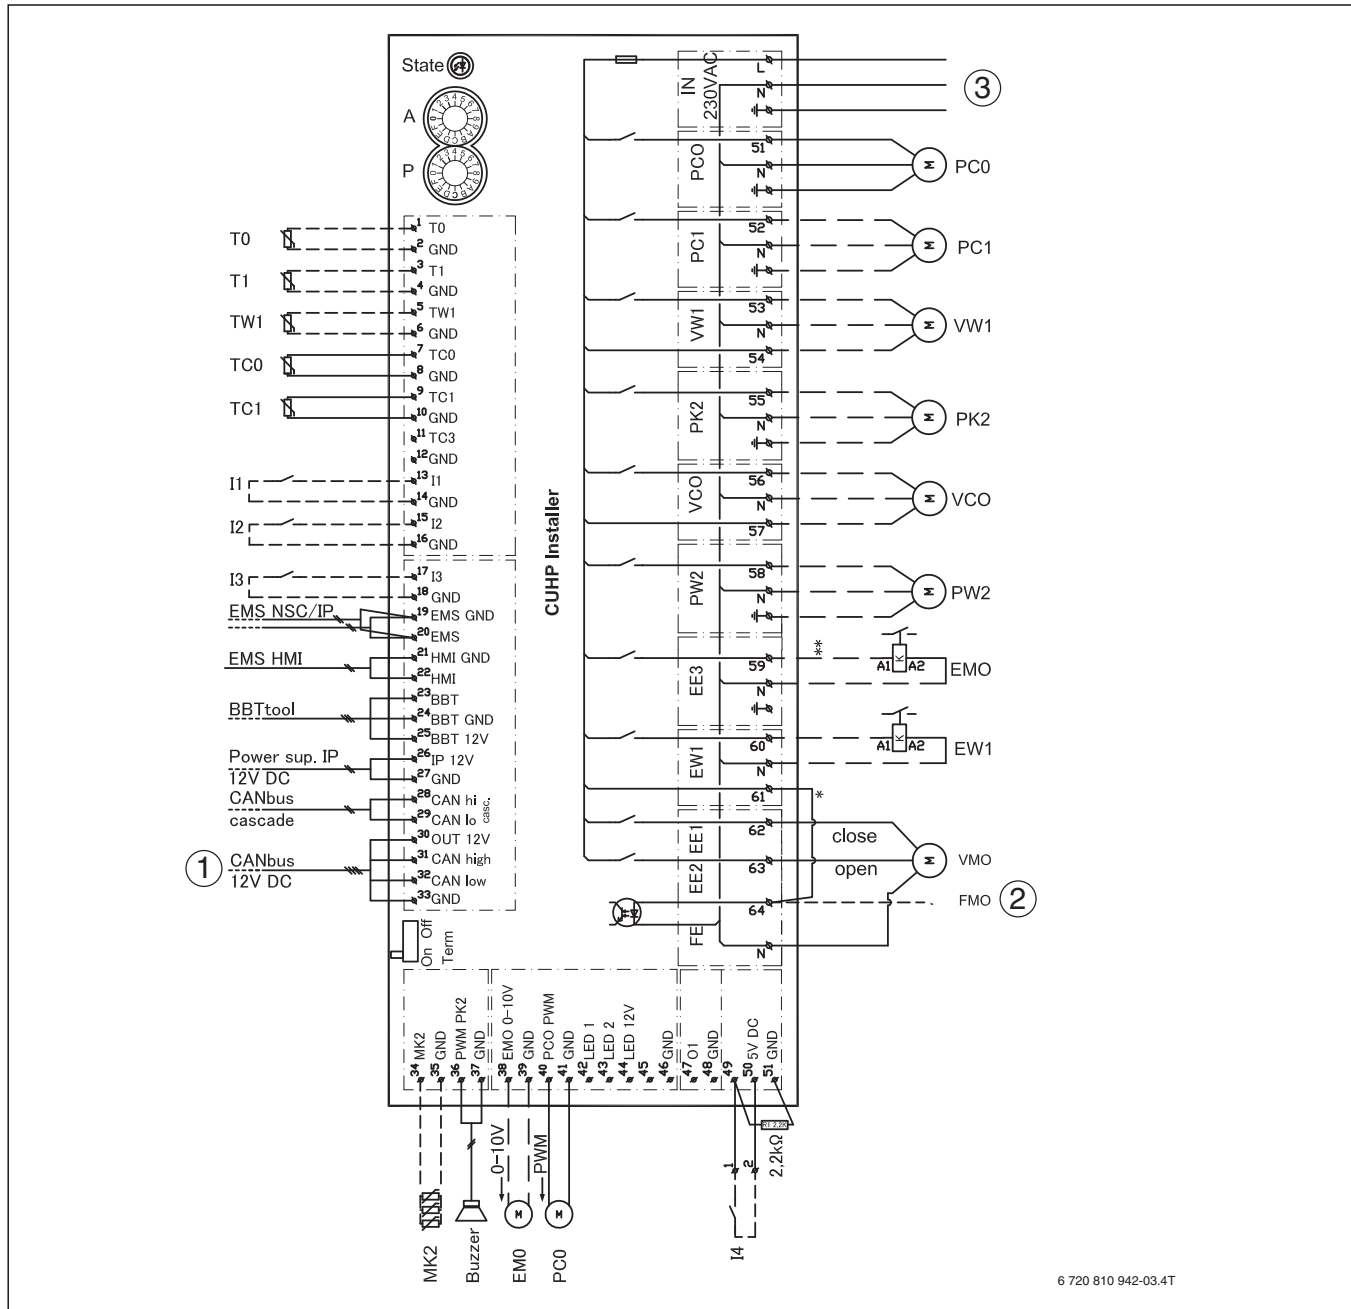 State
A
P
T0
T1
TW1
TC0
TC1
I1
I2
I3
EMS NSC/IP
EMS HMI
BBTtool
Power sup. IP
12V DC
CANbus
cascade
1
CANbus
12V DC
1 T0
2 GND
3 T1
4 GND
5 TW1
6 GND
7 TC0
8 GND
9 TC1
10 GND
11 TC3
12 GND
13 I1
14 GND
15 I2
16 GND
17 I3
18 GND
19 EMS GND
20 EMS
21 HMI GND
22 HMI
23 BBT
24 BBT GND
25 BBT 12V
26 IP 12V
27 GND
28 CAN hi
29 CAN lo
casc.
30 OUT 12V
31 CAN high
32 CAN low
33 GND
On Off
Term
CUHP Installer
IN
230VAC
L
N
3
PCO
51
N
M
PC0
PC1
52
N
M
PC1
VW1
53
N
54
M
VW1
PK2
55
N
M
PK2
VCO
56
N
57
M
VCO
PW2
58
N
M
PW2
EE3
59
N
**
A1 K A2
EMO
EW1
60
N
61
*
A1 K A2
EW1
EE1
62
close
EE2
63
open
M
VMO
FE
64
N
FMO
2
34 MK2
35 GND
36 PWM PK2
37 GND
38 EMO 0-10V
39 GND
40 PCO PWM
41 GND
42 LED 1
43 LED 2
44 LED 12V
45
46 GND
47 O1
48 GND
49
50 5V DC
51 GND
0-10V
PWM
R1 2,2K
2,2kΩ
1
2
M
M
MK2
Buzzer
EM0
PC0
I4
6 720 810 942-03.4T